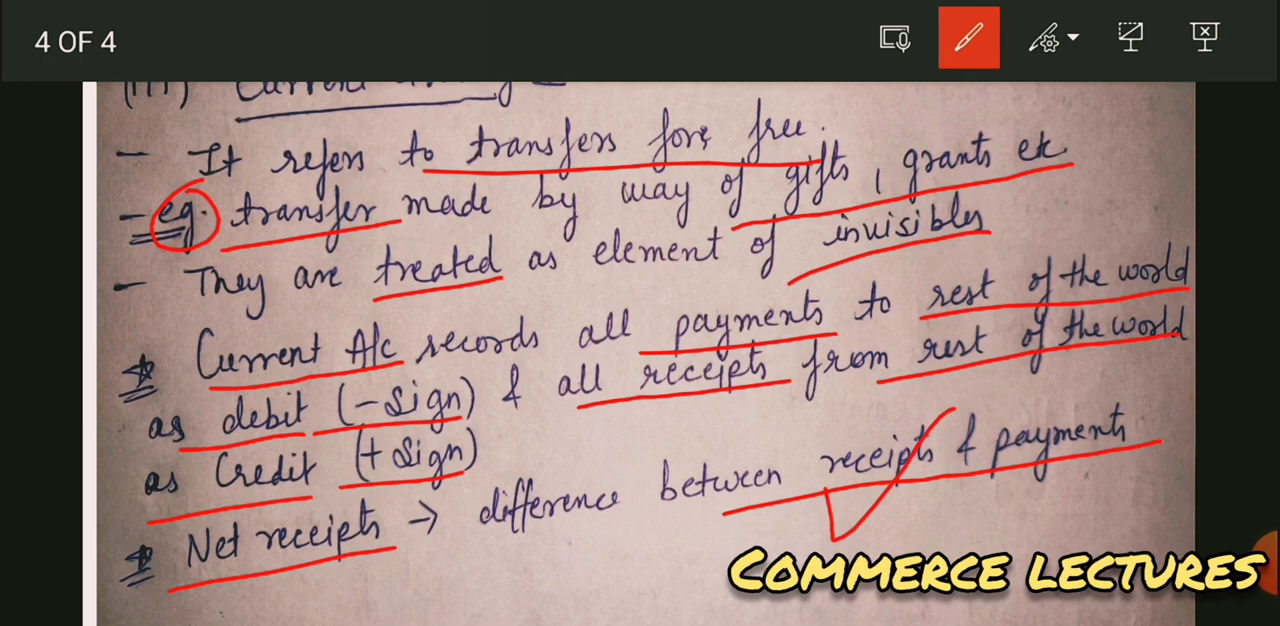 4 OF 4
(III) Current
- It refers to transfers for free.
- eg. transfer made by way of gifts, grants etc
- They are treated as element of invisibles
* Current A/c records all payments to rest of the world
as debit (- sign) & all receipts from rest of the world
as Credit (+ sign)
* Net receipts → difference between receipts & payments
COMMERCE LECTURES